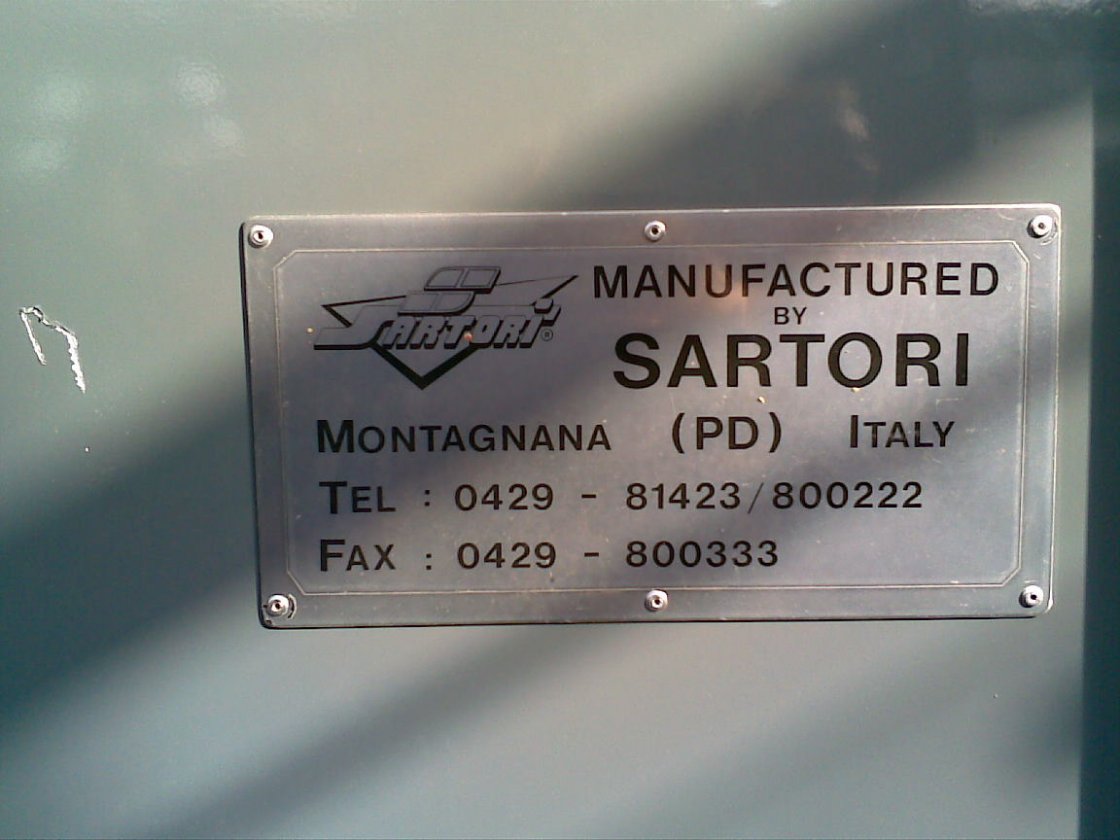 SARTORI®
MANUFACTURED
BY
SARTORI
MONTAGNANA (PD) ITALY
TEL : 0429 - 81423/800222
FAX : 0429 - 800333